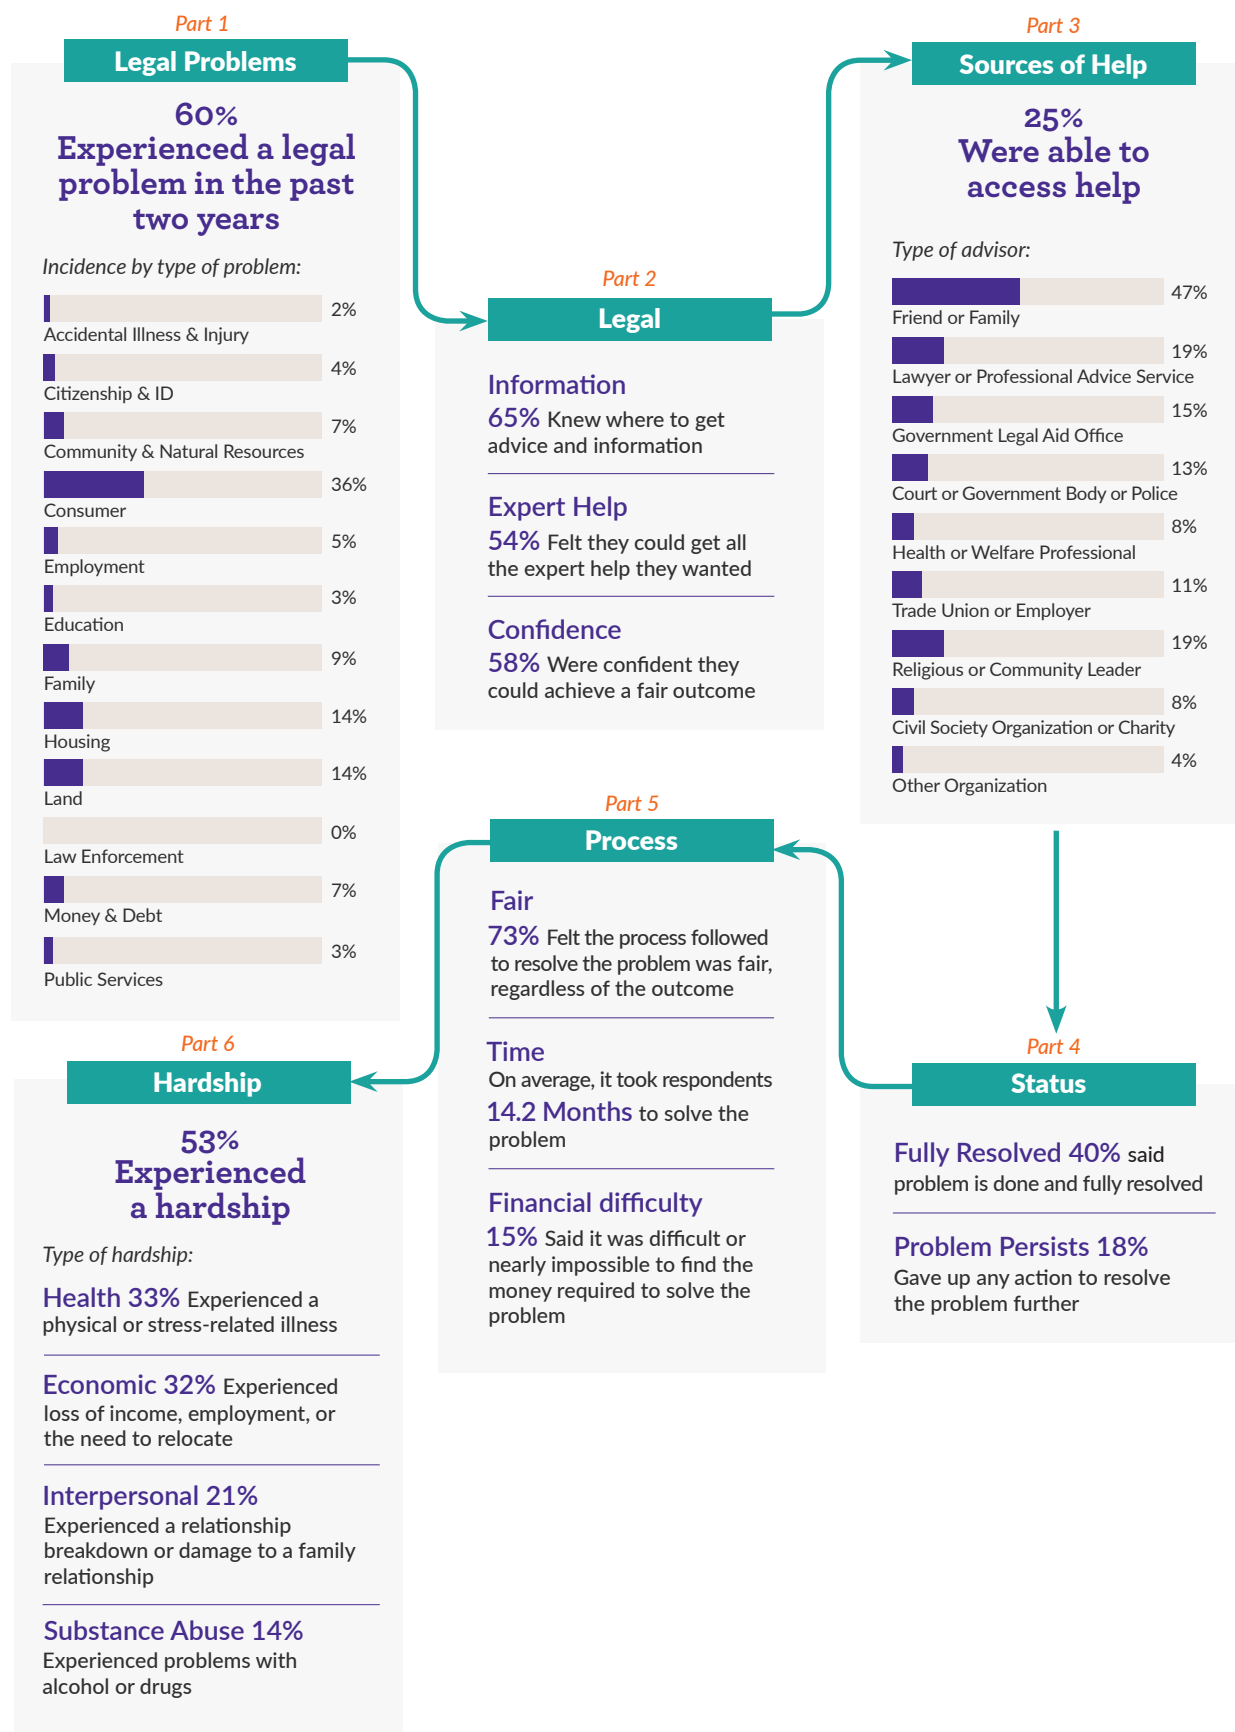 Part 1
Legal Problems
60%
Experienced a legal
problem in the past
two years
Incidence by type of problem:
2%
Accidental Illness & Injury
4%
Citizenship & ID
7%
Community & Natural Resources
36%
Consumer
5%
Employment
3%
Education
9%
Family
14%
Housing
14%
Land
0%
Law Enforcement
7%
Money & Debt
3%
Public Services
Part 2
Legal
Information
65% Knew where to get
advice and information
Expert Help
54% Felt they could get all
the expert help they wanted
Confidence
58% Were confident they
could achieve a fair outcome
Part 3
Sources of Help
25%
Were able to
access help
Type of advisor:
47%
Friend or Family
19%
Lawyer or Professional Advice Service
15%
Government Legal Aid Office
13%
Court or Government Body or Police
8%
Health or Welfare Professional
11%
Trade Union or Employer
19%
Religious or Community Leader
8%
Civil Society Organization or Charity
4%
Other Organization
Part 4
Status
Fully Resolved 40% said
problem is done and fully resolved
Problem Persists 18%
Gave up any action to resolve
the problem further
Part 5
Process
Fair
73% Felt the process followed
to resolve the problem was fair,
regardless of the outcome
Time
On average, it took respondents
14.2 Months to solve the
problem
Financial difficulty
15% Said it was difficult or
nearly impossible to find the
money required to solve the
problem
Part 6
Hardship
53%
Experienced
a hardship
Type of hardship:
Health 33% Experienced a
physical or stress-related illness
Economic 32% Experienced
loss of income, employment, or
the need to relocate
Interpersonal 21%
Experienced a relationship
breakdown or damage to a family
relationship
Substance Abuse 14%
Experienced problems with
alcohol or drugs